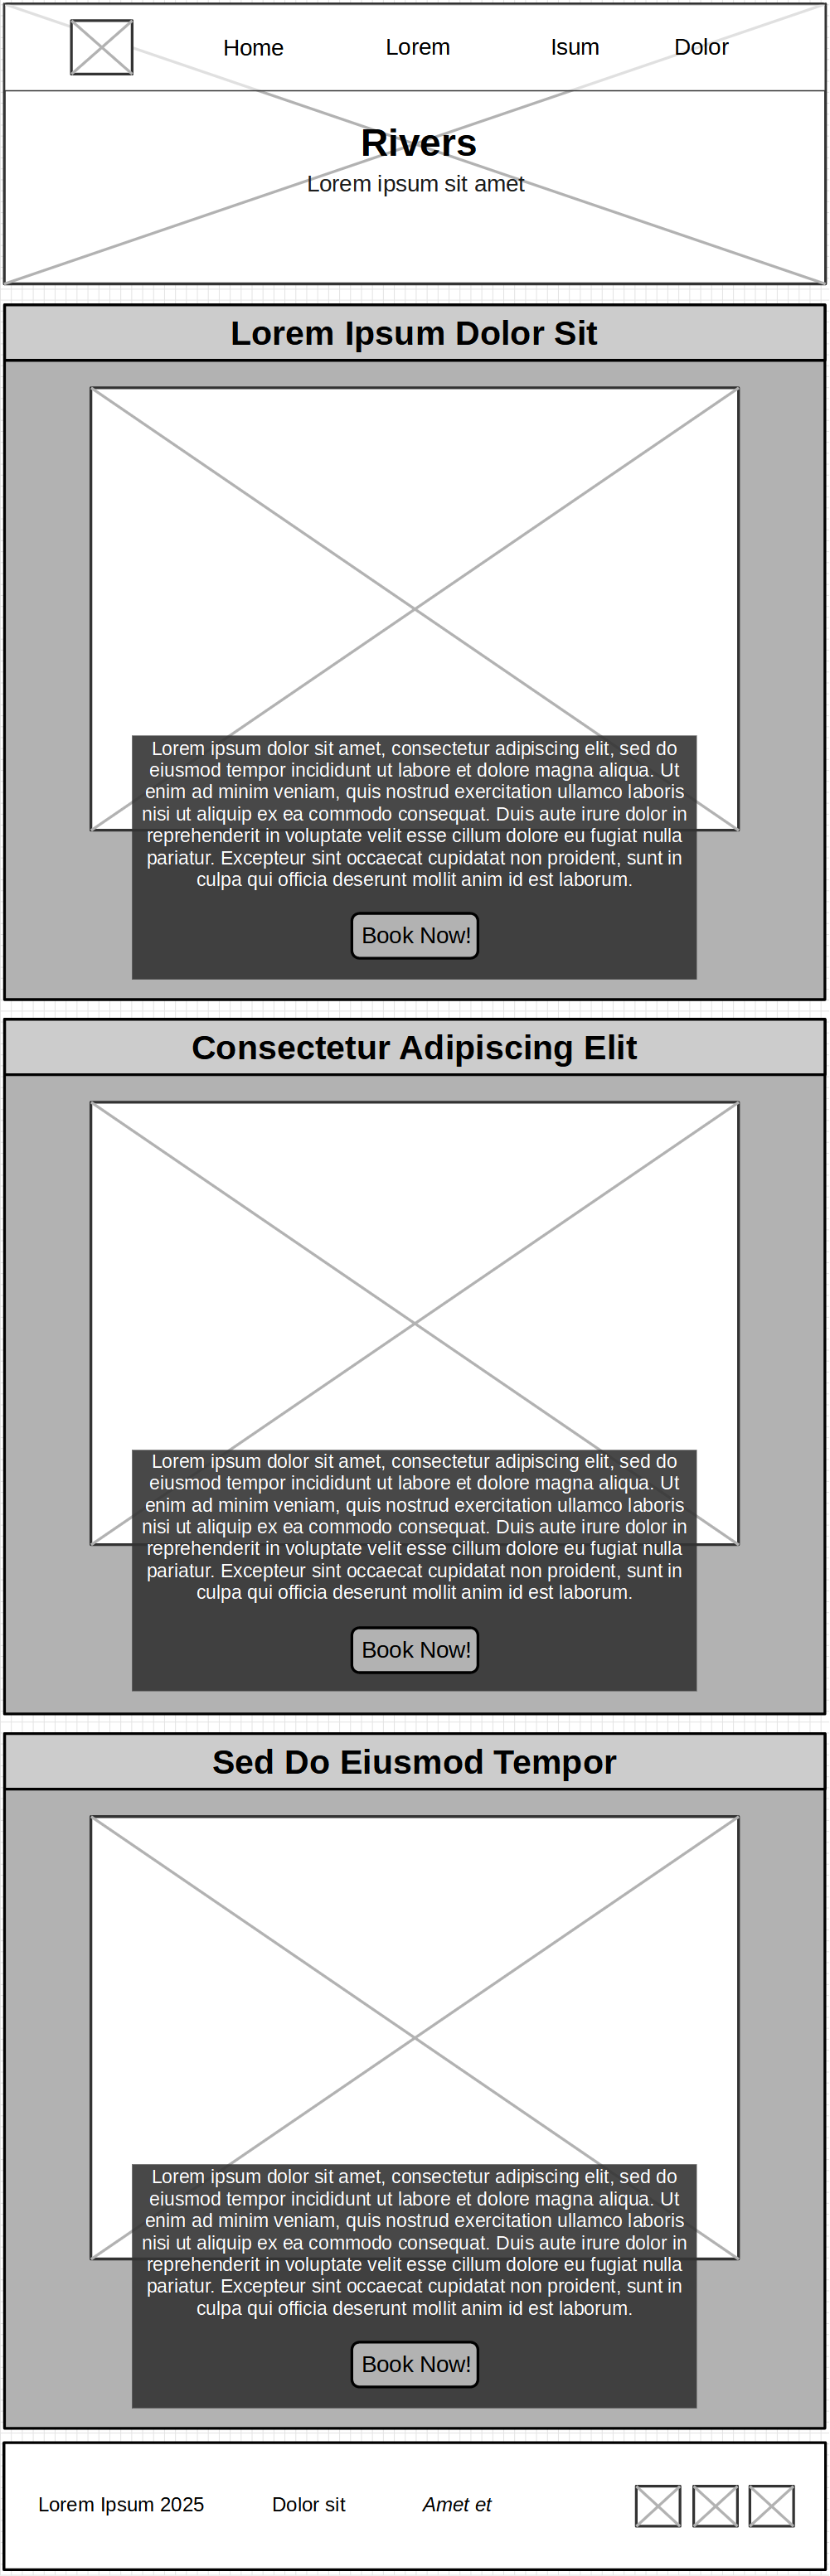 Home Lorem Isum Dolor
Rivers
Lorem ipsum sit amet
Lorem Ipsum Dolor Sit
Lorem ipsum dolor sit amet, consectetur adipiscing elit, sed do
eiusmod tempor incididunt ut labore et dolore magna aliqua. Ut
enim ad minim veniam, quis nostrud exercitation ullamco laboris
nisi ut aliquip ex ea commodo consequat. Duis aute irure dolor in
reprehenderit in voluptate velit esse cillum dolore eu fugiat nulla
pariatur. Excepteur sint occaecat cupidatat non proident, sunt in
culpa qui officia deserunt mollit anim id est laborum.
Book Now!
Consectetur Adipiscing Elit
Lorem ipsum dolor sit amet, consectetur adipiscing elit, sed do
eiusmod tempor incididunt ut labore et dolore magna aliqua. Ut
enim ad minim veniam, quis nostrud exercitation ullamco laboris
nisi ut aliquip ex ea commodo consequat. Duis aute irure dolor in
reprehenderit in voluptate velit esse cillum dolore eu fugiat nulla
pariatur. Excepteur sint occaecat cupidatat non proident, sunt in
culpa qui officia deserunt mollit anim id est laborum.
Book Now!
Sed Do Eiusmod Tempor
Lorem ipsum dolor sit amet, consectetur adipiscing elit, sed do
eiusmod tempor incididunt ut labore et dolore magna aliqua. Ut
enim ad minim veniam, quis nostrud exercitation ullamco laboris
nisi ut aliquip ex ea commodo consequat. Duis aute irure dolor in
reprehenderit in voluptate velit esse cillum dolore eu fugiat nulla
pariatur. Excepteur sint occaecat cupidatat non proident, sunt in
culpa qui officia deserunt mollit anim id est laborum.
Book Now!
Lorem Ipsum 2025 Dolor sit Amet et